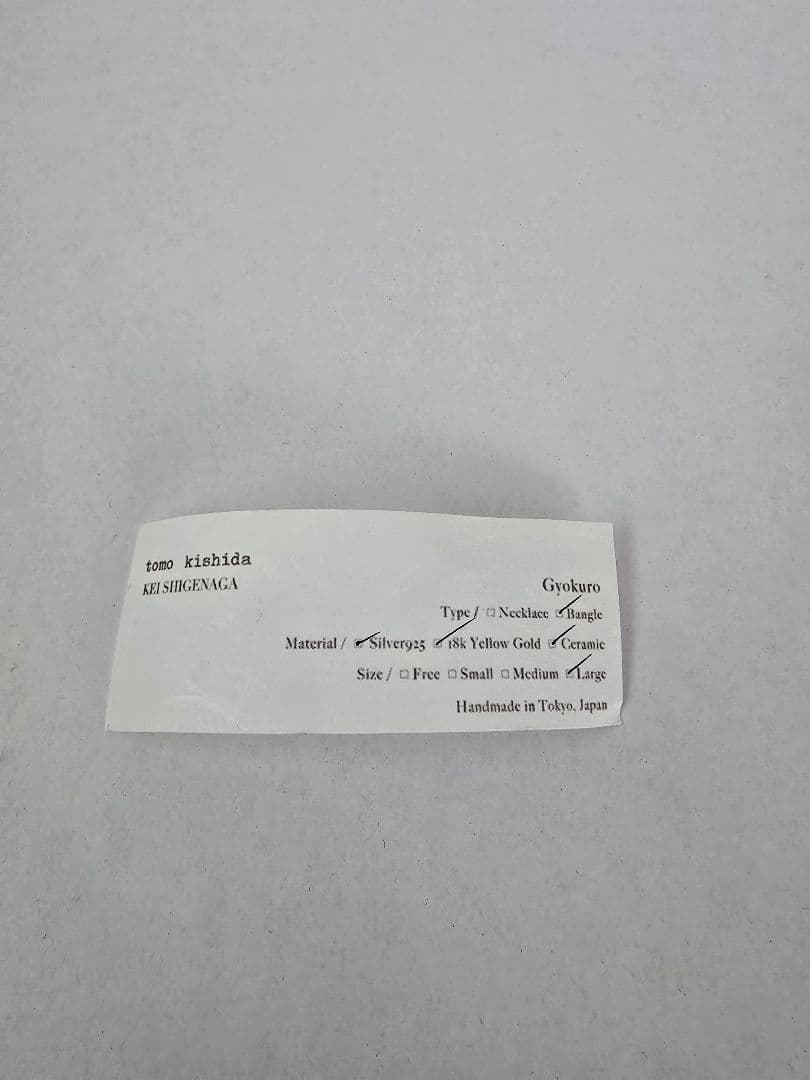 tomo kishida
KEI SHIGENAGA
Gyokuro
Type / ☐ Necklace ☑ Bangle
Material / ☑ Silver925 ☑ 18k Yellow Gold ☑ Ceramic
Size / ☐ Free ☐ Small ☐ Medium ☑ Large
Handmade in Tokyo, Japan